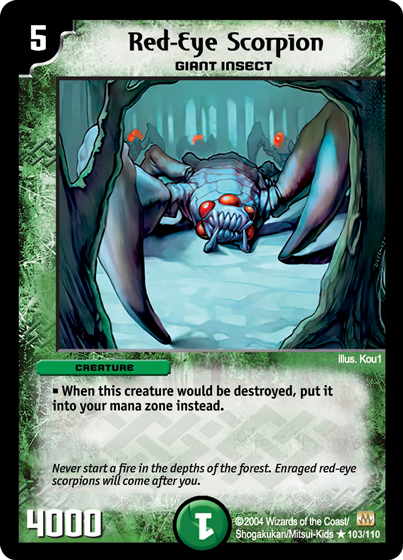 5
Red-Eye Scorpion
GIANT INSECT
illus. Kou1
CREATURE
▪ When this creature would be destroyed, put it
into your mana zone instead.
Never start a fire in the depths of the forest. Enraged red-eye
scorpions will come after you.
4000
©2004 Wizards of the Coast/
Shogakukan/Mitsui-Kids ★ 103/110